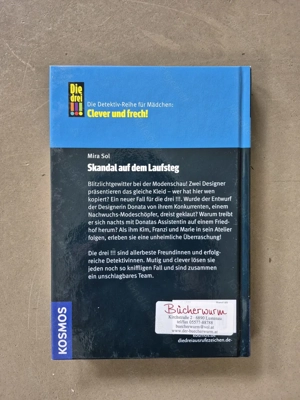 Die
drei
!!!
Die Detektiv-Reihe für Mädchen:
Clever und frech!
Mira Sol
Skandal auf dem Laufsteg
Blitzlichtgewitter bei der Modenschau! Zwei Designer
präsentieren das gleiche Kleid – wer hat hier wen
kopiert? Ein neuer Fall für die drei !!!. Wurde der Entwurf
der Designerin Donata von ihrem Konkurrenten, einem
Nachwuchs-Modeschöpfer, dreist geklaut? Warum treibt
er sich nachts mit Donatas Assistentin auf einem Fried-
hof herum? Als ihm Kim, Franzi und Marie in sein Atelier
folgen, erleben sie eine unheimliche Überraschung!
Die drei !!! sind allerbeste Freundinnen und erfolg-
reiche Detektivinnen. Mutig und clever lösen sie
jeden noch so kniffligen Fall und sind zusammen
ein unschlagbares Team.
Bücherwurm
diedreiausrufezeichen.de
KOSMOS